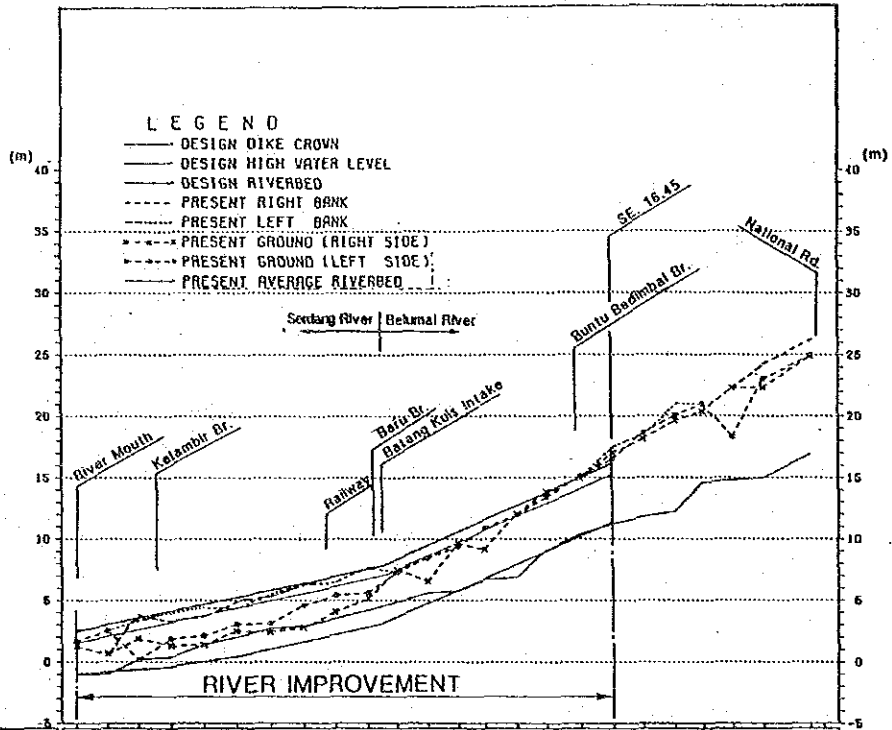 L E G E N D
DESIGN DIKE CROWN
DESIGN HIGH WATER LEVEL
DESIGN RIVERBED
PRESENT RIGHT BANK
PRESENT LEFT BANK
PRESENT GROUND (RIGHT SIDE)
PRESENT GROUND (LEFT SIDE)
PRESENT AVERAGE RIVERBED
(m)
40
35
30
25
20
15
10
5
0
-5
(m)
40
35
30
25
20
15
10
5
0
-5
Serdang River
Belumai River
River Mouth
Kelambir Br.
Railway
Batu Br.
Batang Kuis Intake
Buntu Bedimbal Br.
SE. 16.45
National Rd.
RIVER IMPROVEMENT